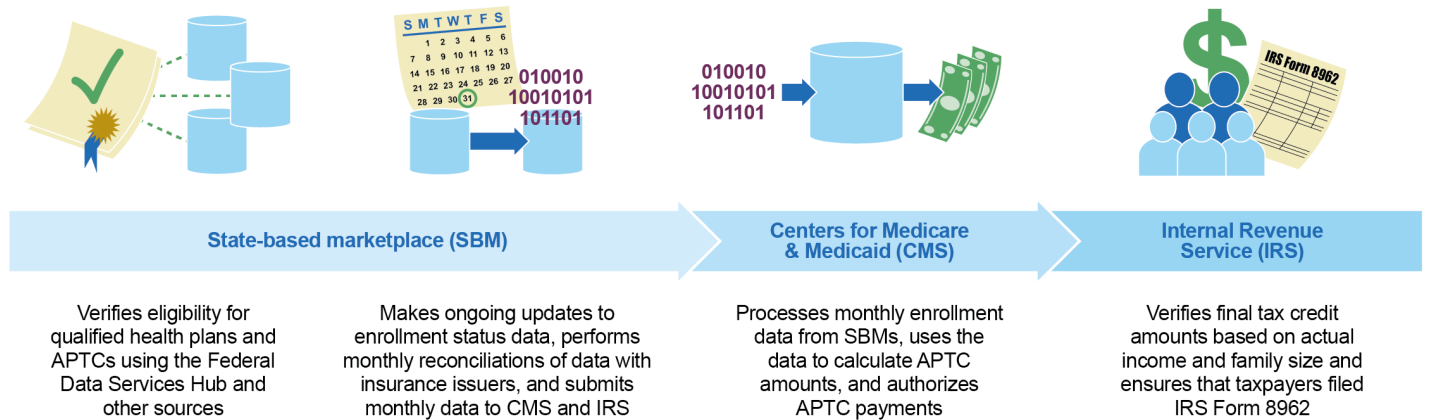 S M T W T F S
1 2 3 4 5 6
7 8 9 10 11 12 13
14 15 16 17 18 19 20
21 22 23 24 25 26 27
28 29 30 31
010010
10010101
101101
010010
10010101
101101
IRS Form 8962
State-based marketplace (SBM)
Centers for Medicare
& Medicaid (CMS)
Internal Revenue
Service (IRS)
Verifies eligibility for
qualified health plans and
APTCs using the Federal
Data Services Hub and
other sources
Makes ongoing updates to
enrollment status data, performs
monthly reconciliations of data with
insurance issuers, and submits
monthly data to CMS and IRS
Processes monthly enrollment
data from SBMs, uses the
data to calculate APTC
amounts, and authorizes
APTC payments
Verifies final tax credit
amounts based on actual
income and family size and
ensures that taxpayers filed
IRS Form 8962